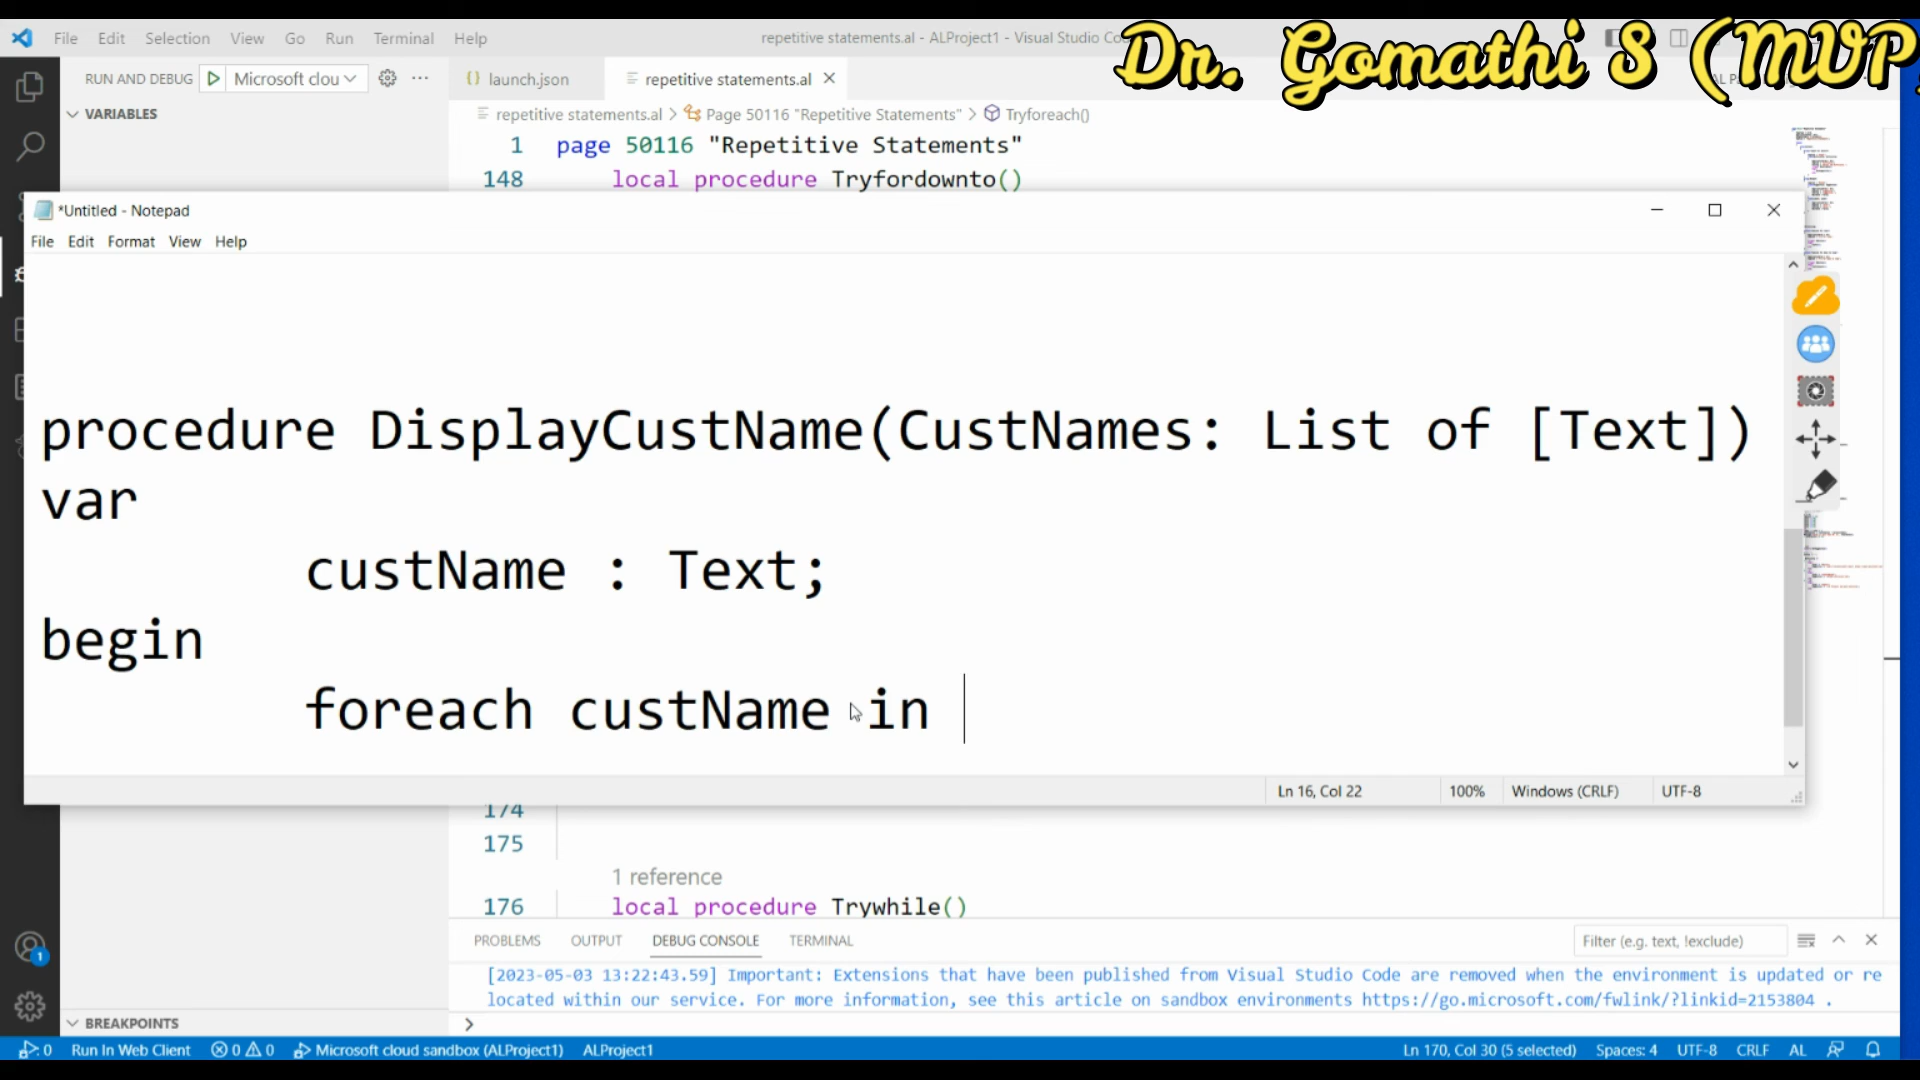 File Edit Selection View Go Run Terminal Help
repetitive statements.al - ALProject1 - Visual Studio
Dr. Gomathi S (MVP)
RUN AND DEBUG Microsoft clou
launch.json
repetitive statements.al
VARIABLES
repetitive statements.al > Page 50116 "Repetitive Statements" > Tryforeach()
1 page 50116 "Repetitive Statements"
148 local procedure Tryfordownto()
*Untitled - Notepad
File Edit Format View Help
procedure DisplayCustName(CustNames: List of [Text])
var
custName : Text;
begin
foreach custName in
Ln 16, Col 22 100% Windows (CRLF) UTF-8
174
175
1 reference
176 local procedure Trywhile()
PROBLEMS OUTPUT DEBUG CONSOLE TERMINAL
Filter (e.g. text, !exclude)
[2023-05-03 13:22:43.59] Important: Extensions that have been published from Visual Studio Code are removed when the environment is updated or re
located within our service. For more information, see this article on sandbox environments https://go.microsoft.com/fwlink/?linkid=2153804 .
1
BREAKPOINTS
0 Run In Web Client 0 0 Microsoft cloud sandbox (ALProject1) ALProject1
Ln 170, Col 30 (5 selected) Spaces: 4 UTF-8 CRLF AL